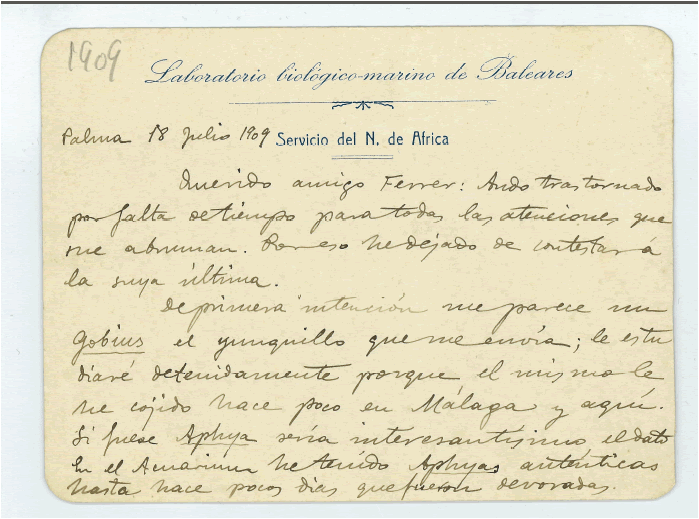 1909
Laboratorio biológico-marino de Baleares
Palma 18 Julio 1909 Servicio del N. de Africa
Querido amigo Ferrer: Ando trastornado
por falta de tiempo para todas las atenciones que
me abruman. Por eso he dejado de contestar á
la suya última.
De primera intención me parece un
Gobius el yunquillo que me envía; le estu
diaré detenidamente porque el mismo le
he cojido hace poco en Málaga y aquí.
Si fuese Aphya sería interesantísimo el dato
En el Acuarium he tenido Aphyas auténticas
hasta hace pocos dias que fueron devoradas.